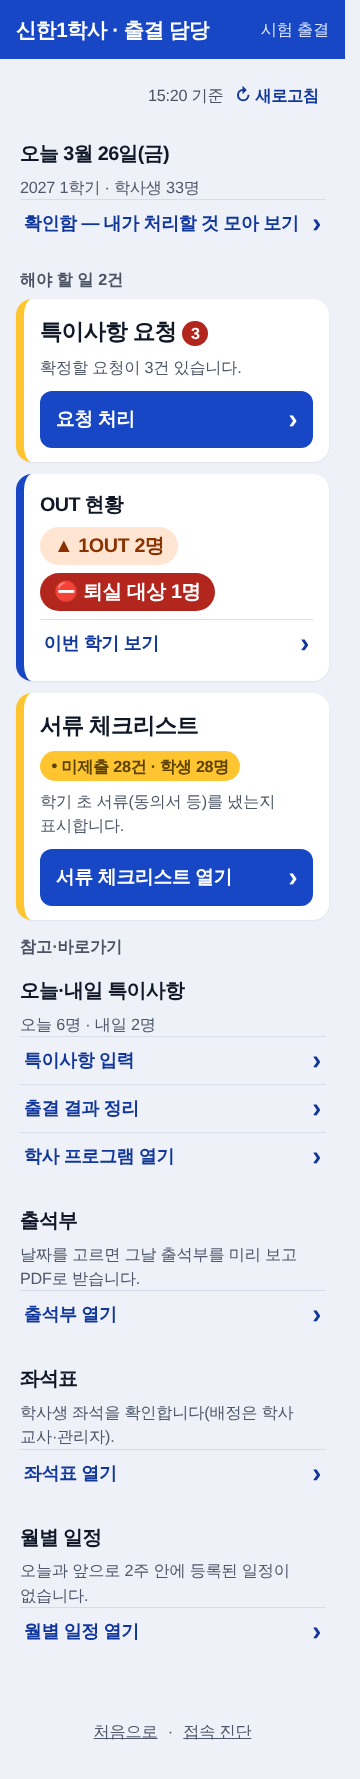 신한1학사 · 출결 담당
시험 출결
15:20 기준 ↻ 새로고침
오늘 3월 26일(금)
2027 1학기 · 학사생 33명
확인함 — 내가 처리할 것 모아 보기 ›
해야 할 일 2건
특이사항 요청 3
확정할 요청이 3건 있습니다.
요청 처리 ›
OUT 현황
▲ 1OUT 2명
⛔ 퇴실 대상 1명
이번 학기 보기 ›
서류 체크리스트
• 미제출 28건 · 학생 28명
학기 초 서류(동의서 등)를 냈는지
표시합니다.
서류 체크리스트 열기 ›
참고·바로가기
오늘·내일 특이사항
오늘 6명 · 내일 2명
특이사항 입력 ›
출결 결과 정리 ›
학사 프로그램 열기 ›
출석부
날짜를 고르면 그날 출석부를 미리 보고
PDF로 받습니다.
출석부 열기 ›
좌석표
학사생 좌석을 확인합니다(배정은 학사
교사·관리자).
좌석표 열기 ›
월별 일정
오늘과 앞으로 2주 안에 등록된 일정이
없습니다.
월별 일정 열기 ›
처음으로 · 접속 진단